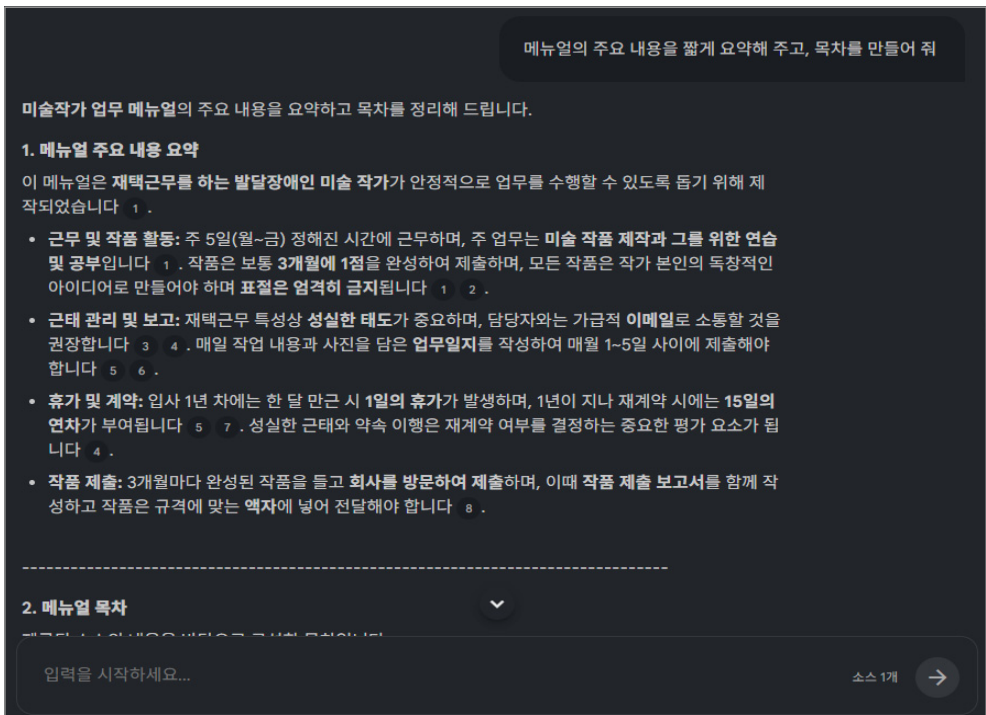 메뉴얼의 주요 내용을 짧게 요약해 주고, 목차를 만들어 줘
미술작가 업무 메뉴얼의 주요 내용을 요약하고 목차를 정리해 드립니다.
1. 메뉴얼 주요 내용 요약
이 메뉴얼은 재택근무를 하는 발달장애인 미술 작가가 안정적으로 업무를 수행할 수 있도록 돕기 위해 제
작되었습니다 1 .
• 근무 및 작품 활동: 주 5일(월~금) 정해진 시간에 근무하며, 주 업무는 미술 작품 제작과 그를 위한 연습
및 공부입니다 1 . 작품은 보통 3개월에 1점을 완성하여 제출하며, 모든 작품은 작가 본인의 독창적인
아이디어로 만들어야 하며 표절은 엄격히 금지됩니다 1 2 .
• 근태 관리 및 보고: 재택근무 특성상 성실한 태도가 중요하며, 담당자와는 가급적 이메일로 소통할 것을
권장합니다 3 4 . 매일 작업 내용과 사진을 담은 업무일지를 작성하여 매월 1~5일 사이에 제출해야
합니다 5 6 .
• 휴가 및 계약: 입사 1년 차에는 한 달 만근 시 1일의 휴가가 발생하며, 1년이 지나 재계약 시에는 15일의
연차가 부여됩니다 5 7 . 성실한 근태와 약속 이행은 재계약 여부를 결정하는 중요한 평가 요소가 됩
니다 4 .
• 작품 제출: 3개월마다 완성된 작품을 들고 회사를 방문하여 제출하며, 이때 작품 제출 보고서를 함께 작
성하고 작품은 규격에 맞는 액자에 넣어 전달해야 합니다 8 .
2. 메뉴얼 목차
입력을 시작하세요...
소스 1개